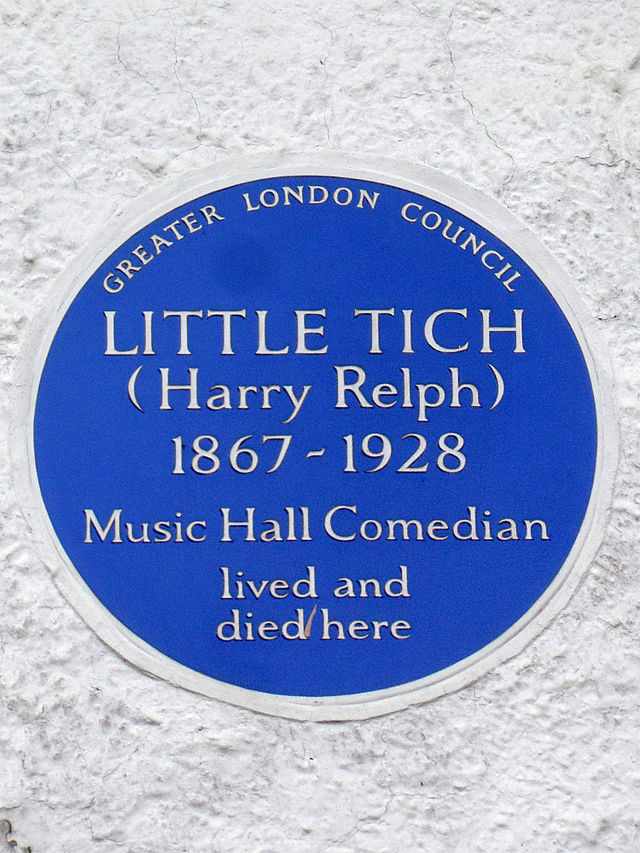 GREATER LONDON COUNCIL
LITTLE TICH
(Harry Relph)
1867 - 1928
Music Hall Comedian
lived and
died here